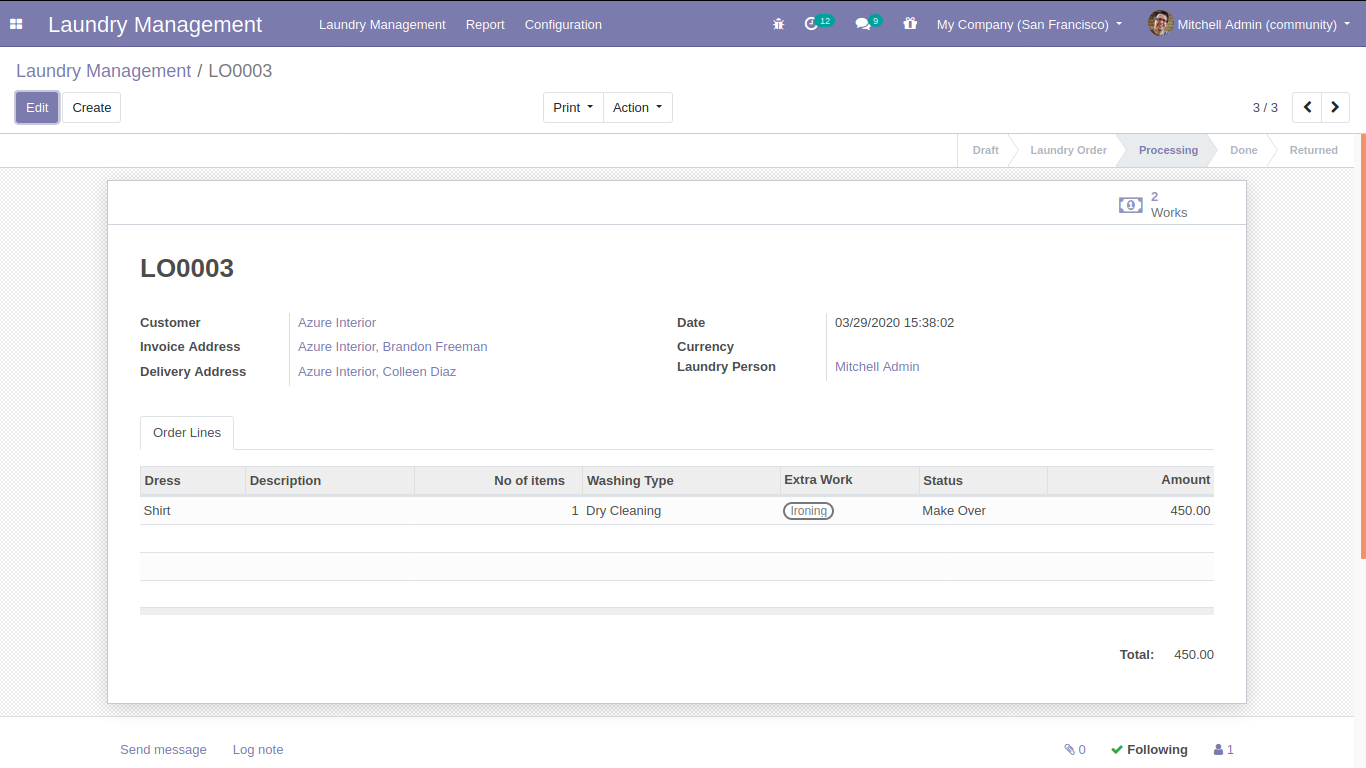 Laundry Management Laundry Management Report Configuration 12 9 My Company (San Francisco) Mitchell Admin (community)
Laundry Management / LO0003
Edit Create Print Action 3 / 3
Draft Laundry Order Processing Done Returned
2
Works
LO0003
Customer Azure Interior Date 03/29/2020 15:38:02
Invoice Address Azure Interior, Brandon Freeman Currency
Delivery Address Azure Interior, Colleen Diaz Laundry Person Mitchell Admin
Order Lines
Dress Description No of items Washing Type Extra Work Status Amount
Shirt 1 Dry Cleaning Ironing Make Over 450.00
Total: 450.00
Send message Log note 0 Following 1